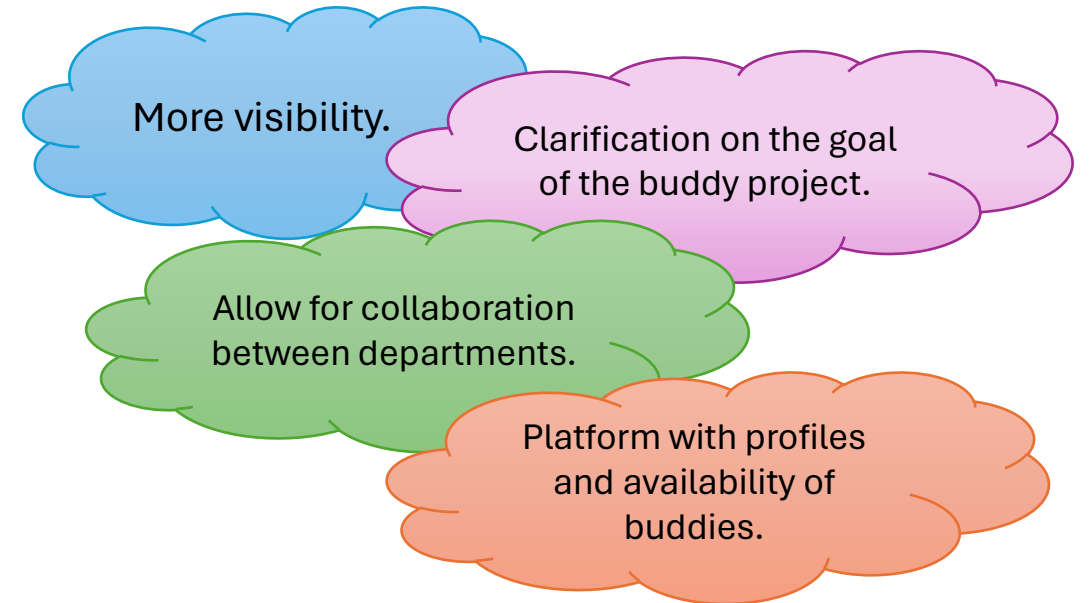 More visibility.
Clarification on the goal
of the buddy project.
Allow for collaboration
between departments.
Platform with profiles
and availability of
buddies.